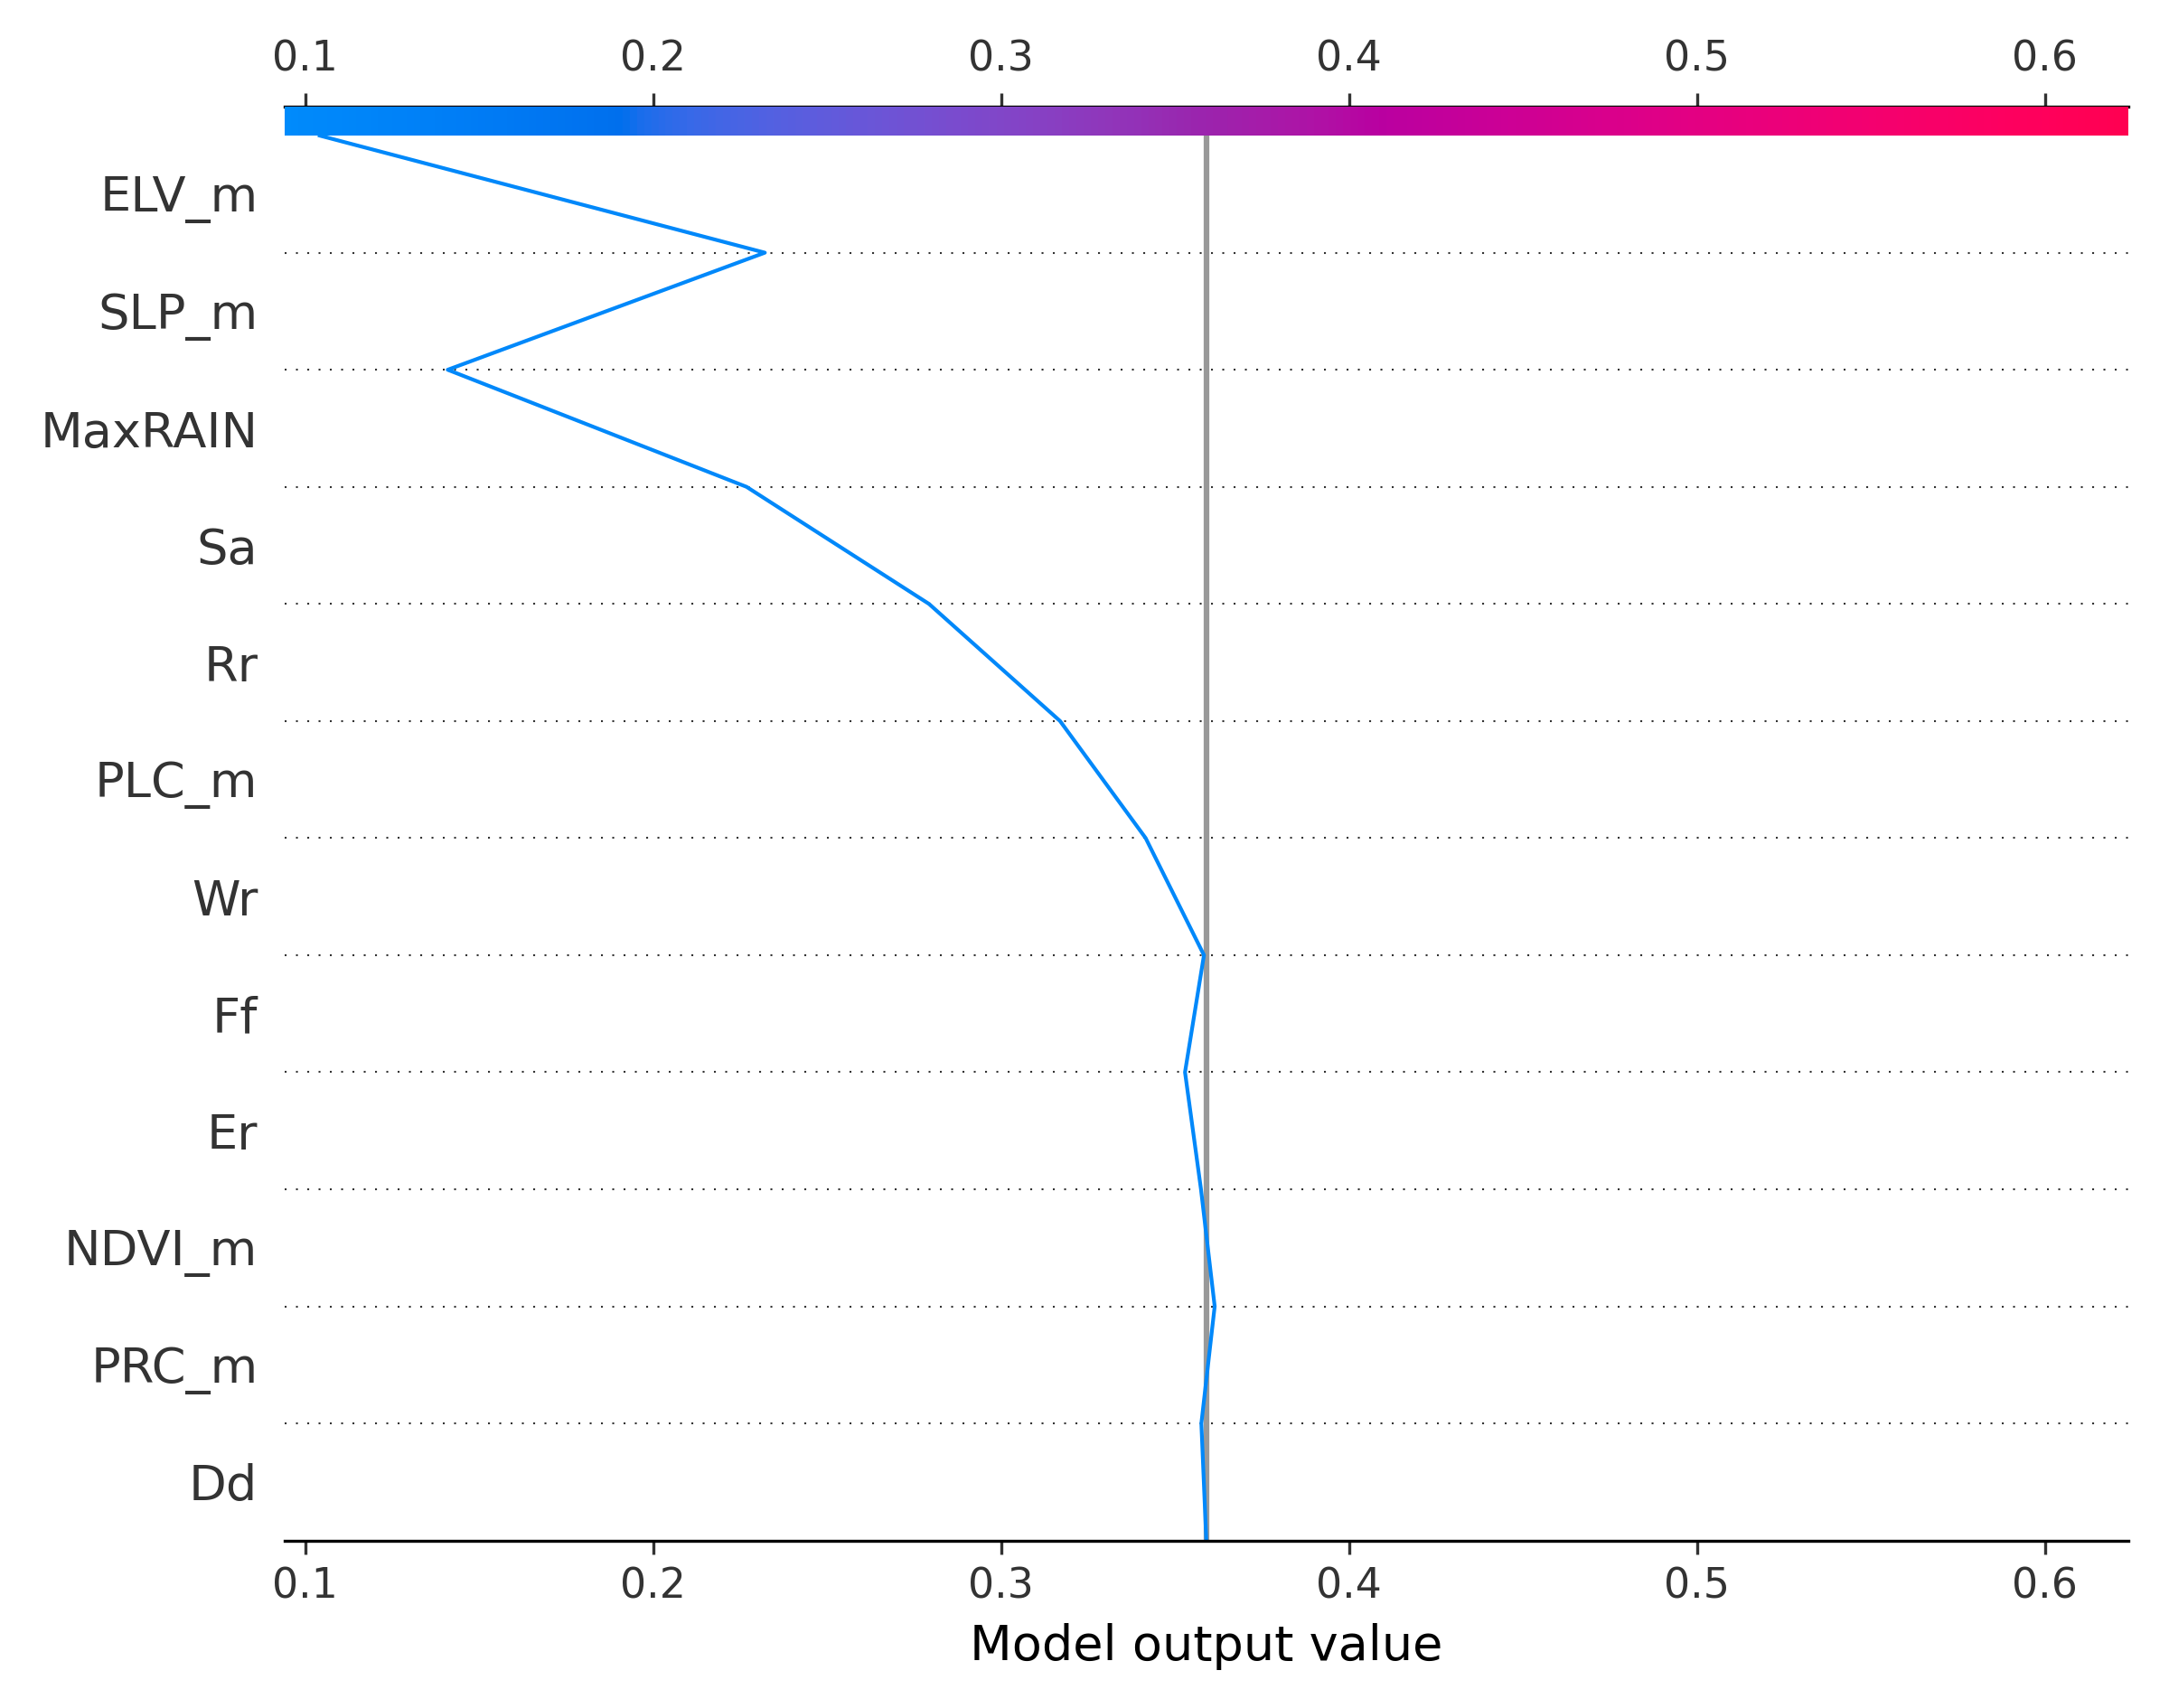 0.1 0.2 0.3 0.4 0.5 0.6
ELV_m
SLP_m
MaxRAIN
Sa
Rr
PLC_m
Wr
Ff
Er
NDVI_m
PRC_m
Dd
0.1 0.2 0.3 0.4 0.5 0.6
Model output value